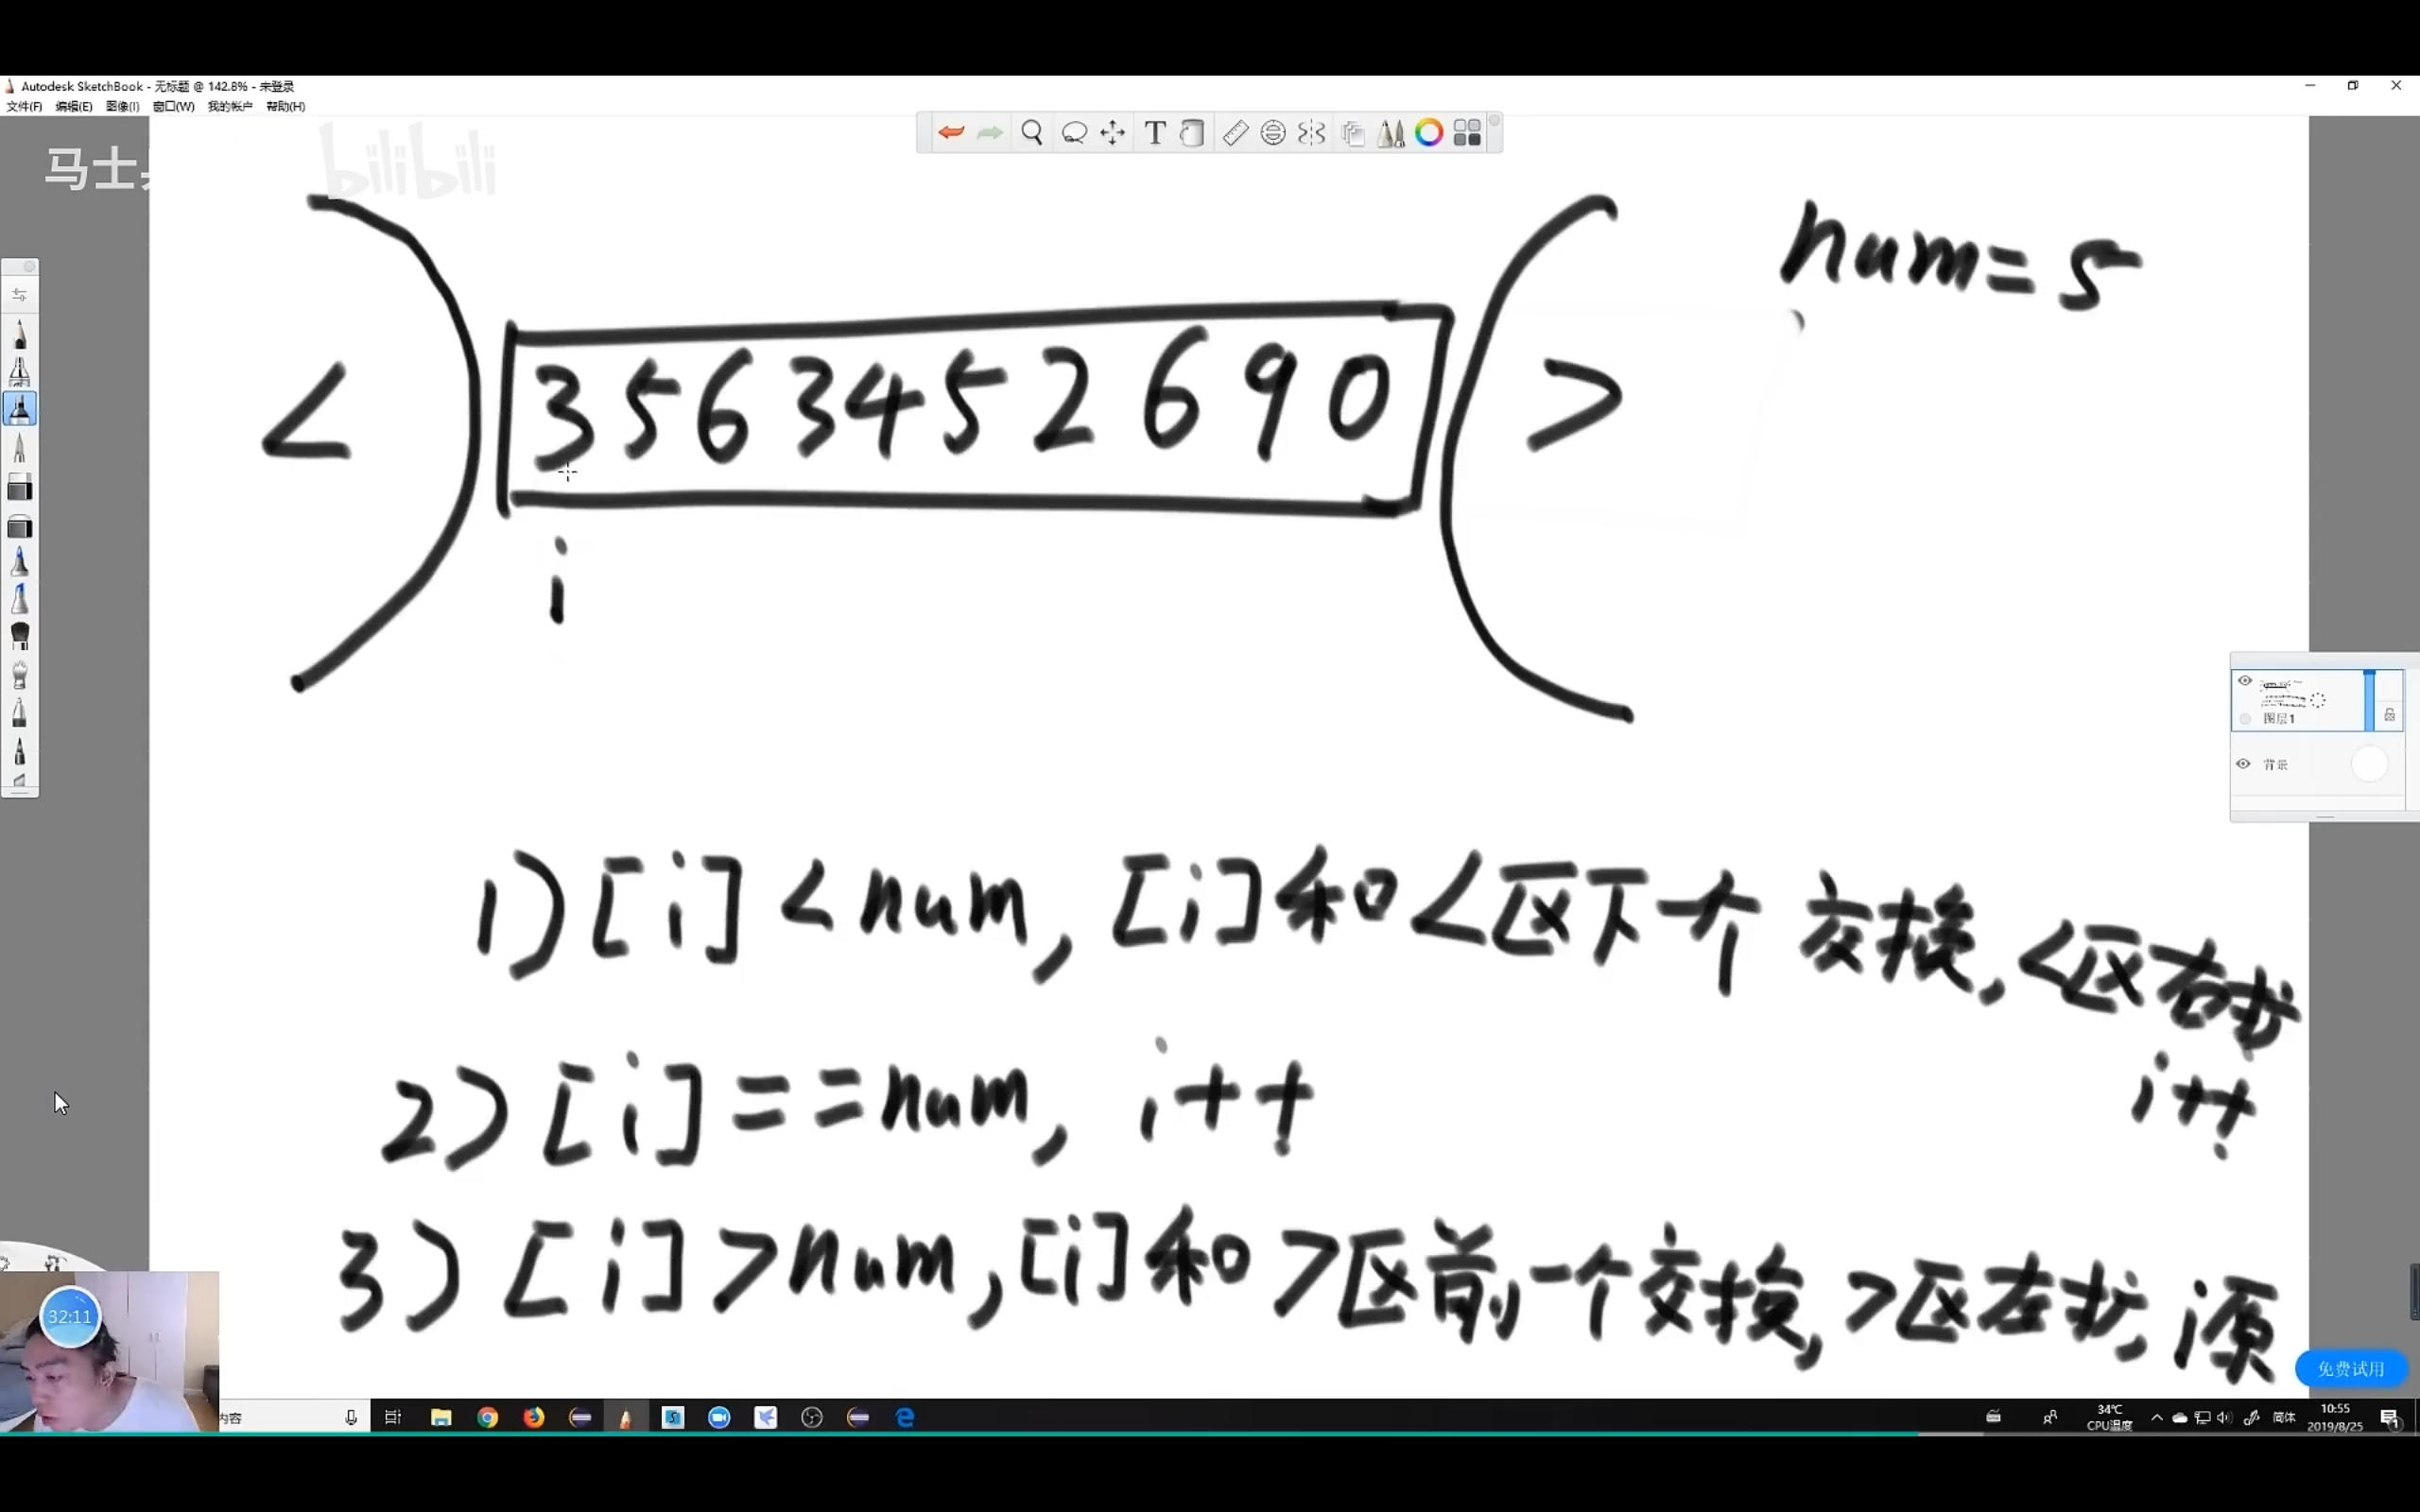 Autodesk SketchBook - 无标题 @ 142.8% - 未登录
文件(F) 编辑(E) 图像(I) 窗口(W) 我的帐户 帮助(H)
马士
bilibili
T
num=5
< 3 5 6 3 4 5 2 6 9 0 >
i
图层1
背景
1) [i] < num, [i]和<区下个 交换, <区右扩
i++
2) [i] == num, i++
3) [i] > num, [i]和 >区前一个交换, >区左扩, i源
32:11
免费试用
内容
34℃
CPU温度
简体
10:55
2019/8/25
1